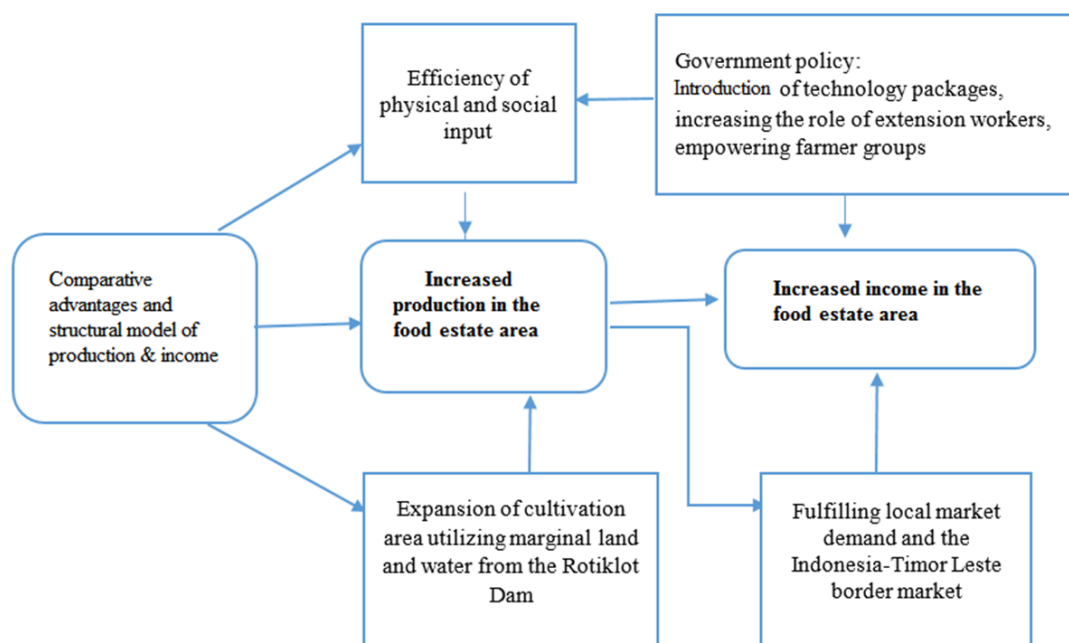 Efficiency of
physical and social
input
Government policy:
Introduction of technology packages,
increasing the role of extension workers,
empowering farmer groups
Comparative
advantages and
structural model of
production & income
Increased
production in the
food estate area
Increased income in the
food estate area
Expansion of cultivation
area utilizing marginal land
and water from the Rotiklot
Dam
Fulfilling local market
demand and the
Indonesia-Timor Leste
border market